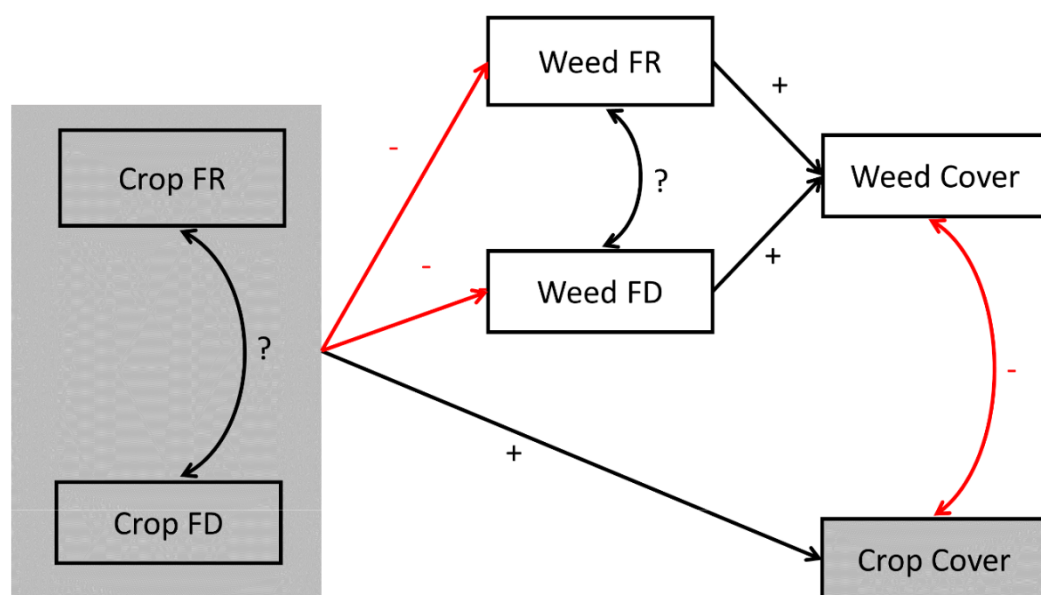 Weed FR
+
-
Crop FR
?
Weed Cover
-
+
Weed FD
?
-
+
Crop FD
Crop Cover